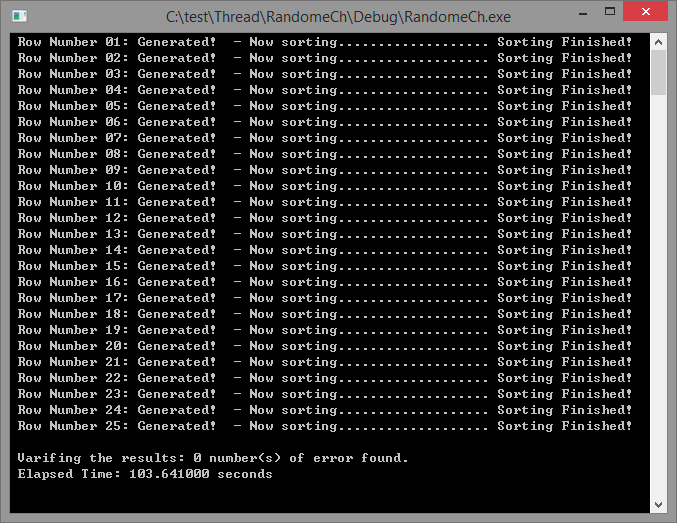 C:\test\Thread\RandomeCh\Debug\RandomeCh.exe
Row Number 01: Generated!  - Now sorting................... Sorting Finished!
Row Number 02: Generated!  - Now sorting................... Sorting Finished!
Row Number 03: Generated!  - Now sorting................... Sorting Finished!
Row Number 04: Generated!  - Now sorting................... Sorting Finished!
Row Number 05: Generated!  - Now sorting................... Sorting Finished!
Row Number 06: Generated!  - Now sorting................... Sorting Finished!
Row Number 07: Generated!  - Now sorting................... Sorting Finished!
Row Number 08: Generated!  - Now sorting................... Sorting Finished!
Row Number 09: Generated!  - Now sorting................... Sorting Finished!
Row Number 10: Generated!  - Now sorting................... Sorting Finished!
Row Number 11: Generated!  - Now sorting................... Sorting Finished!
Row Number 12: Generated!  - Now sorting................... Sorting Finished!
Row Number 13: Generated!  - Now sorting................... Sorting Finished!
Row Number 14: Generated!  - Now sorting................... Sorting Finished!
Row Number 15: Generated!  - Now sorting................... Sorting Finished!
Row Number 16: Generated!  - Now sorting................... Sorting Finished!
Row Number 17: Generated!  - Now sorting................... Sorting Finished!
Row Number 18: Generated!  - Now sorting................... Sorting Finished!
Row Number 19: Generated!  - Now sorting................... Sorting Finished!
Row Number 20: Generated!  - Now sorting................... Sorting Finished!
Row Number 21: Generated!  - Now sorting................... Sorting Finished!
Row Number 22: Generated!  - Now sorting................... Sorting Finished!
Row Number 23: Generated!  - Now sorting................... Sorting Finished!
Row Number 24: Generated!  - Now sorting................... Sorting Finished!
Row Number 25: Generated!  - Now sorting................... Sorting Finished!
Varifing the results: 0 number(s) of error found.
Elapsed Time: 103.641000 seconds